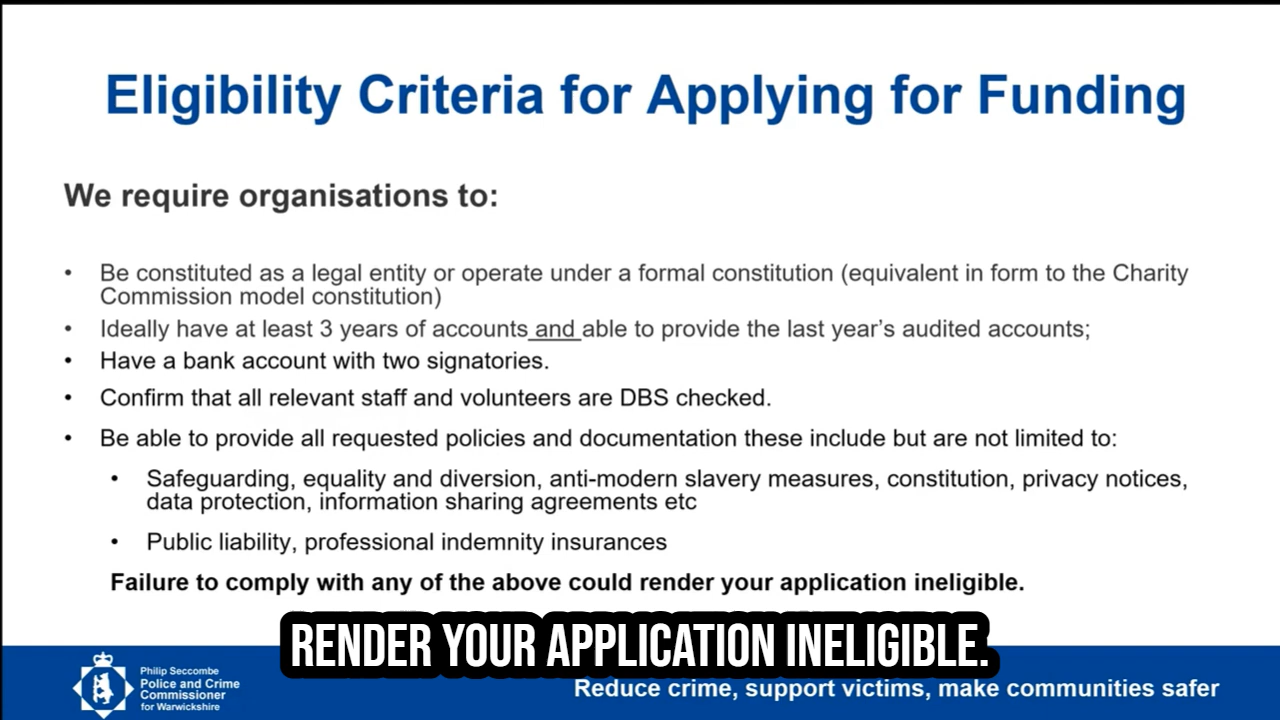 Eligibility Criteria for Applying for Funding
We require organisations to:
• Be constituted as a legal entity or operate under a formal constitution (equivalent in form to the Charity
Commission model constitution)
• Ideally have at least 3 years of accounts and able to provide the last year's audited accounts;
• Have a bank account with two signatories.
• Confirm that all relevant staff and volunteers are DBS checked.
• Be able to provide all requested policies and documentation these include but are not limited to:
• Safeguarding, equality and diversion, anti-modern slavery measures, constitution, privacy notices,
data protection, information sharing agreements etc
• Public liability, professional indemnity insurances
Failure to comply with any of the above could render your application ineligible.
RENDER YOUR APPLICATION INELIGIBLE.
Philip Seccombe
Police and Crime
Commissioner
for Warwickshire
Reduce crime, support victims, make communities safer